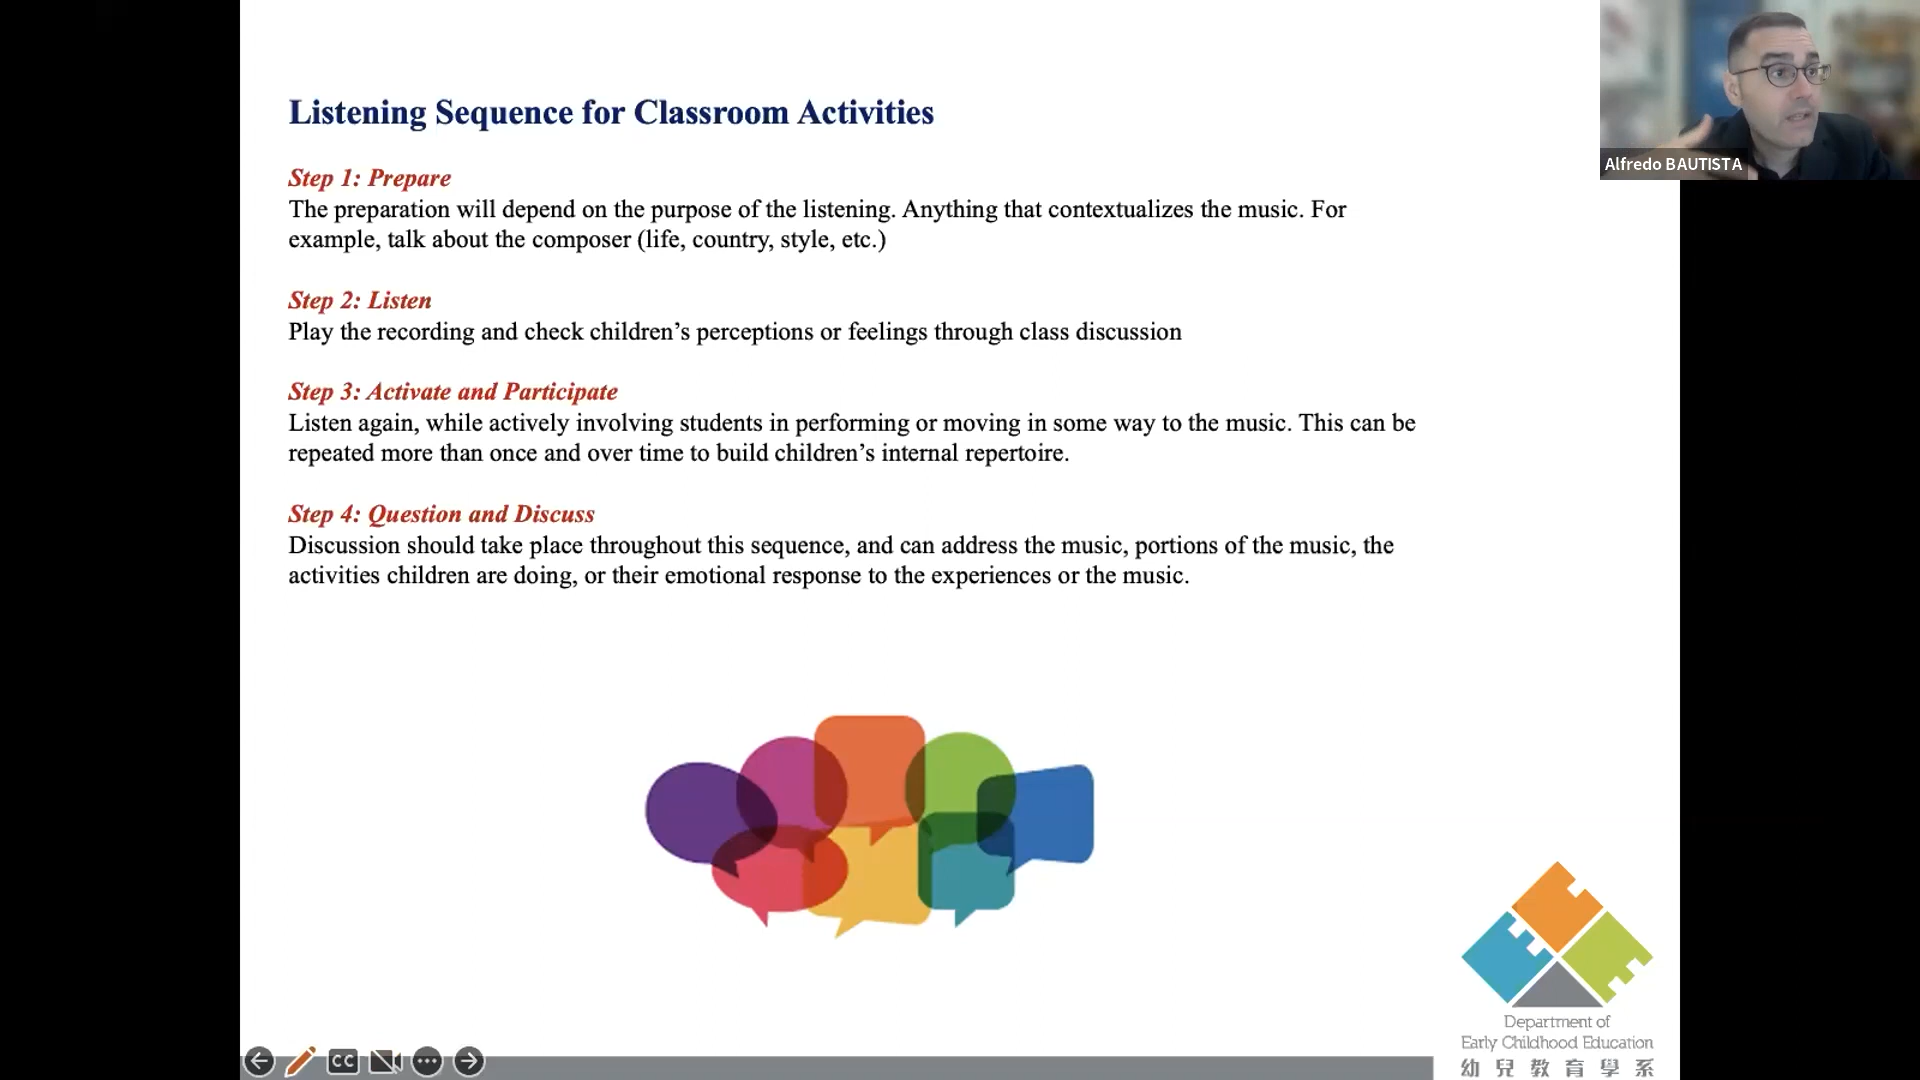 Listening Sequence for Classroom Activities
Step 1: Prepare
The preparation will depend on the purpose of the listening. Anything that contextualizes the music. For
example, talk about the composer (life, country, style, etc.)
Step 2: Listen
Play the recording and check children’s perceptions or feelings through class discussion
Step 3: Activate and Participate
Listen again, while actively involving students in performing or moving in some way to the music. This can be
repeated more than once and over time to build children’s internal repertoire.
Step 4: Question and Discuss
Discussion should take place throughout this sequence, and can address the music, portions of the music, the
activities children are doing, or their emotional response to the experiences or the music.
Alfredo BAUTISTA
Department of
Early Childhood Education
幼兒教育學系
CC